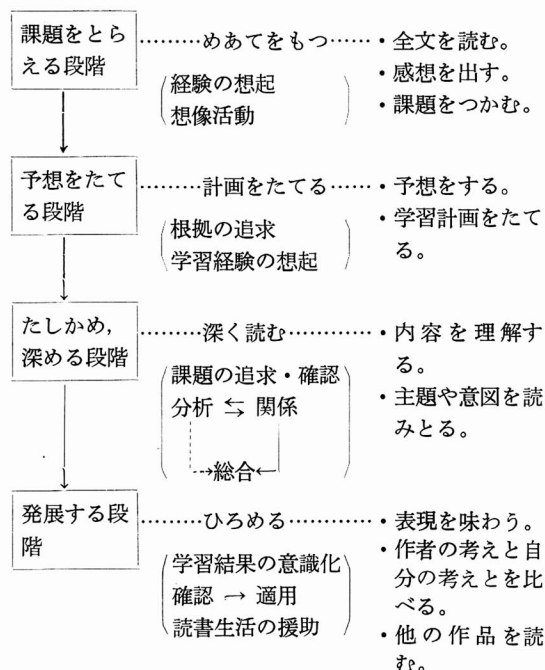 課題をとら………めあてをもつ……・全文を読む。
える段階
・感想を出す。
経験の想起
・課題をつかむ。
想像活動
予想をたて………計画をたてる……・予想をする。
る段階
・学習計画をたて
根拠の追求
る。
学習経験の想起
たしかめ,………深く読む…………・内容を理解す
深める段階
る。
課題の追求・確認
・主題や意図を読
分析 ⇆ 関係
みとる。
総合
発展する段………ひろめる…………・表現を味わう。
階
・作者の考えと自
学習結果の意識化
分の考えとを比
確認 → 適用
べる。
読書生活の援助
・他の作品を読
む。